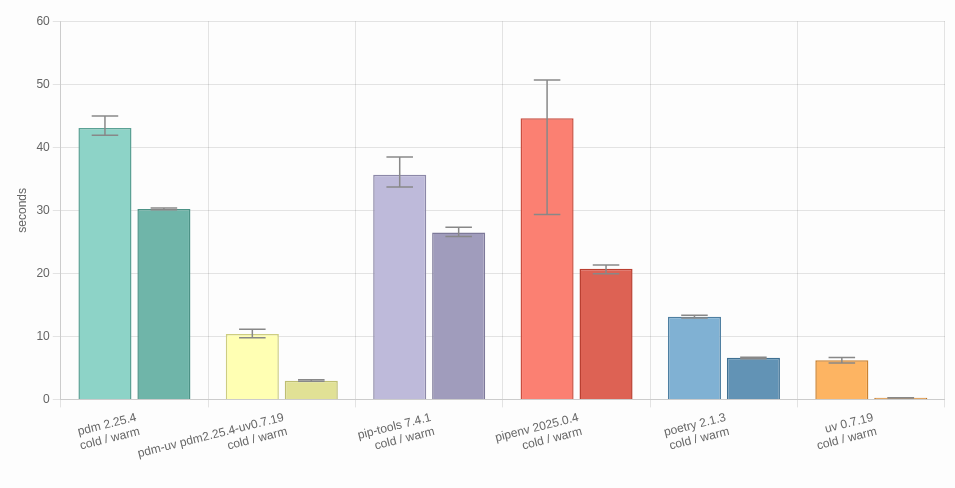 60
50
40
30
20
10
0
seconds
pdm 2.25.4
cold / warm
pdm-uv pdm2.25.4-uv0.7.19
cold / warm
pip-tools 7.4.1
cold / warm
pipenv 2025.0.4
cold / warm
poetry 2.1.3
cold / warm
uv 0.7.19
cold / warm